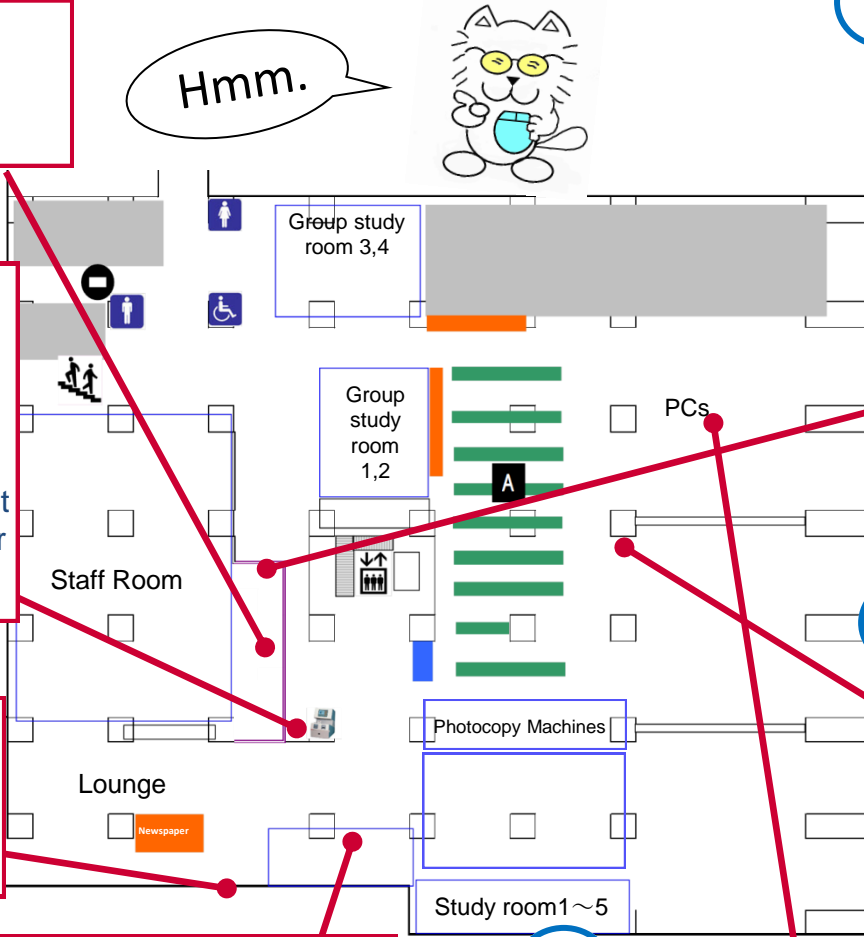 Hmm.
Group study
room 3,4
Group
study
room
1,2
PCs
A
t
r
Staff Room
Photocopy Machines
Lounge
Newspaper
Study room1～5